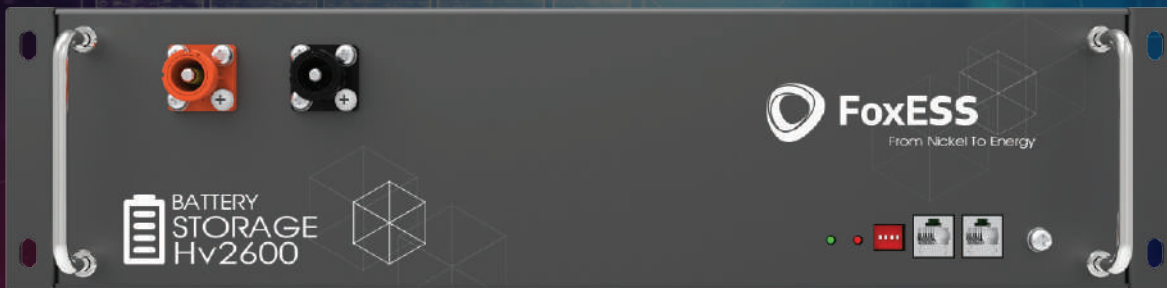 FoxESS
From Nickel To Energy
BATTERY
STORAGE
Hv2600